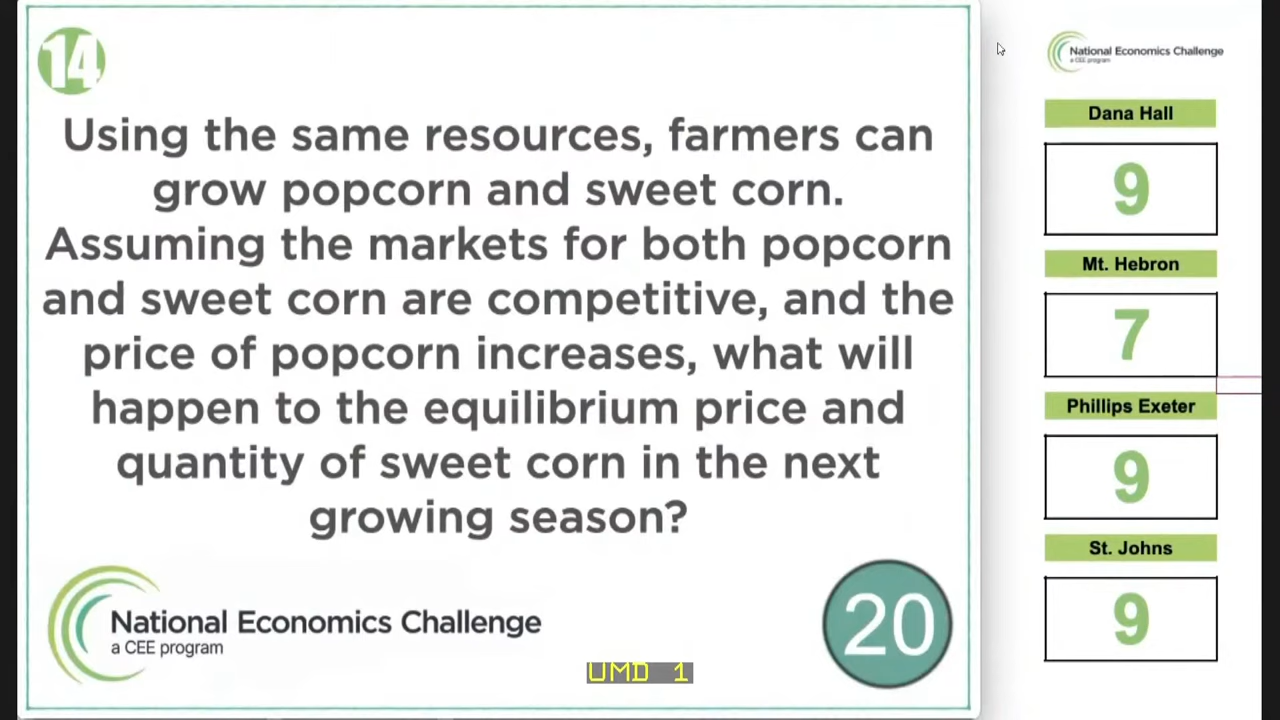 14
Using the same resources, farmers can
grow popcorn and sweet corn.
Assuming the markets for both popcorn
and sweet corn are competitive, and the
price of popcorn increases, what will
happen to the equilibrium price and
quantity of sweet corn in the next
growing season?
National Economics Challenge
a CEE program
20
UMD 1
National Economics Challenge
a CEE program
Dana Hall
9
Mt. Hebron
7
Phillips Exeter
9
St. Johns
9